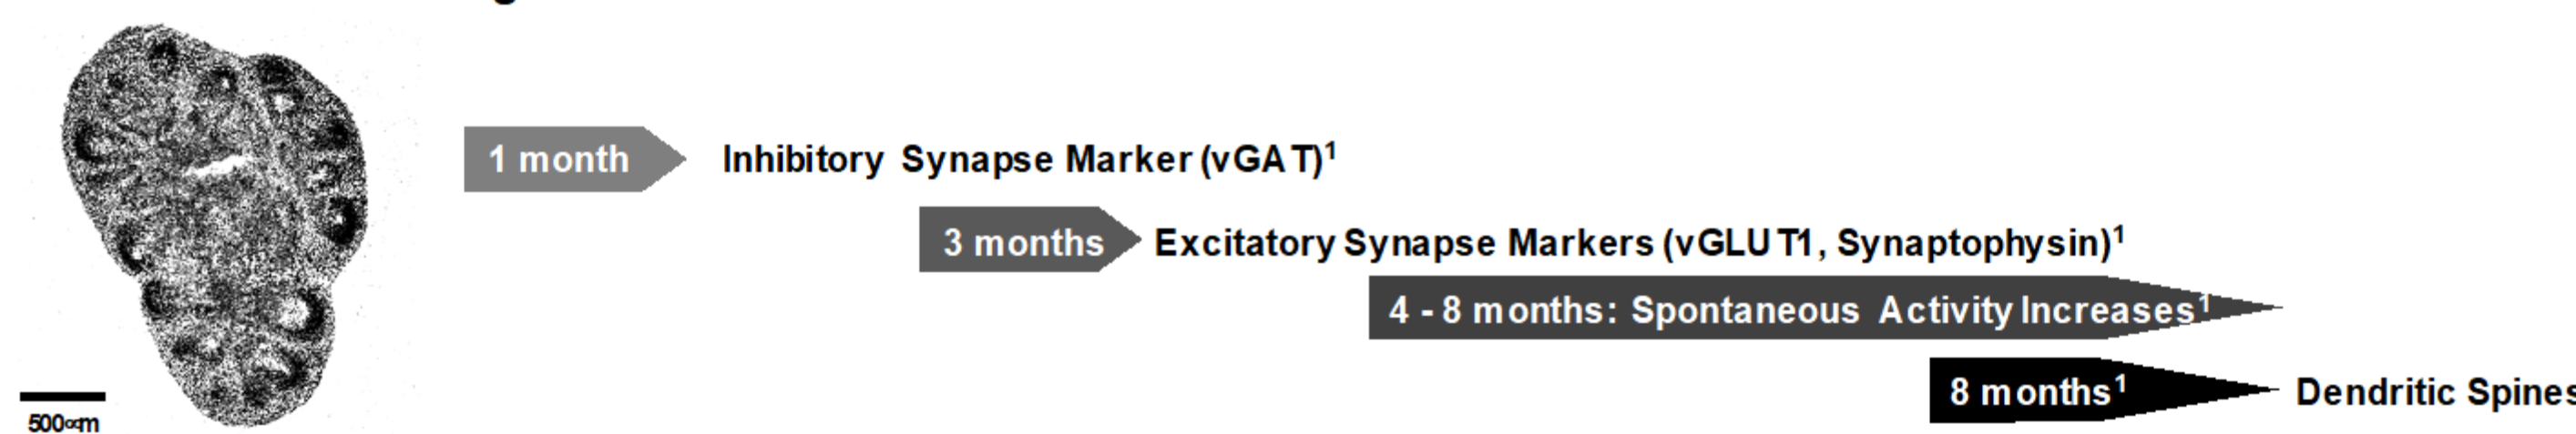 1 month
Inhibitory Synapse Marker (vGAT)¹
3 months
Excitatory Synapse Markers (vGLUT1, Synaptophysin)¹
4 - 8 months: Spontaneous Activity Increases¹
8 months¹
Dendritic Spines
500∝m